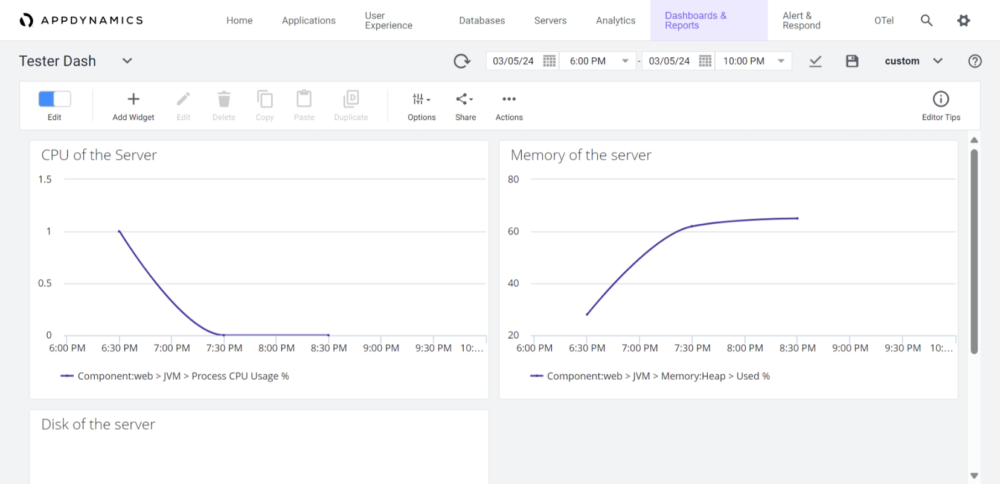 APPDYNAMICS
Home
Applications
User
Experience
Databases
Servers
Analytics
Dashboards &
Reports
Alert &
Respond
OTel
Tester Dash
03/05/24
6:00 PM
-
03/05/24
10:00 PM
custom
Edit
Add Widget
Edit
Delete
Copy
Paste
D
Duplicate
Options
Share
Actions
Editor Tips
CPU of the Server
1.5
1
0.5
0
6:00 PM 6:30 PM 7:00 PM 7:30 PM 8:00 PM 8:30 PM 9:00 PM 9:30 PM 10:...
Component:web > JVM > Process CPU Usage %
Memory of the server
80
60
40
20
6:00 PM 6:30 PM 7:00 PM 7:30 PM 8:00 PM 8:30 PM 9:00 PM 9:30 PM 10:...
Component:web > JVM > Memory:Heap > Used %
Disk of the server